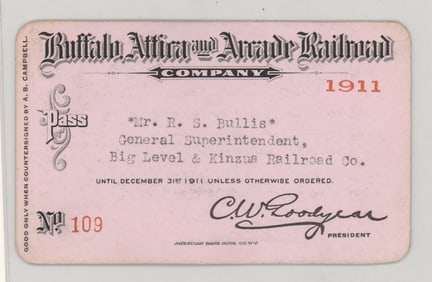 Buffalo, Attica and Arcade Railroad
COMPANY
1911
Pass
*Mr. R. S. Bullis*
General Superintendent,
Big Level & Kinzua Railroad Co.
UNTIL DECEMBER 31ST 1911 UNLESS OTHERWISE ORDERED.
C. W. Goodyear
PRESIDENT
No 109
AMERICAN BANK NOTE CO. N.Y.
GOOD ONLY WHEN COUNTERSIGNED BY A. B. CAMPBELL.